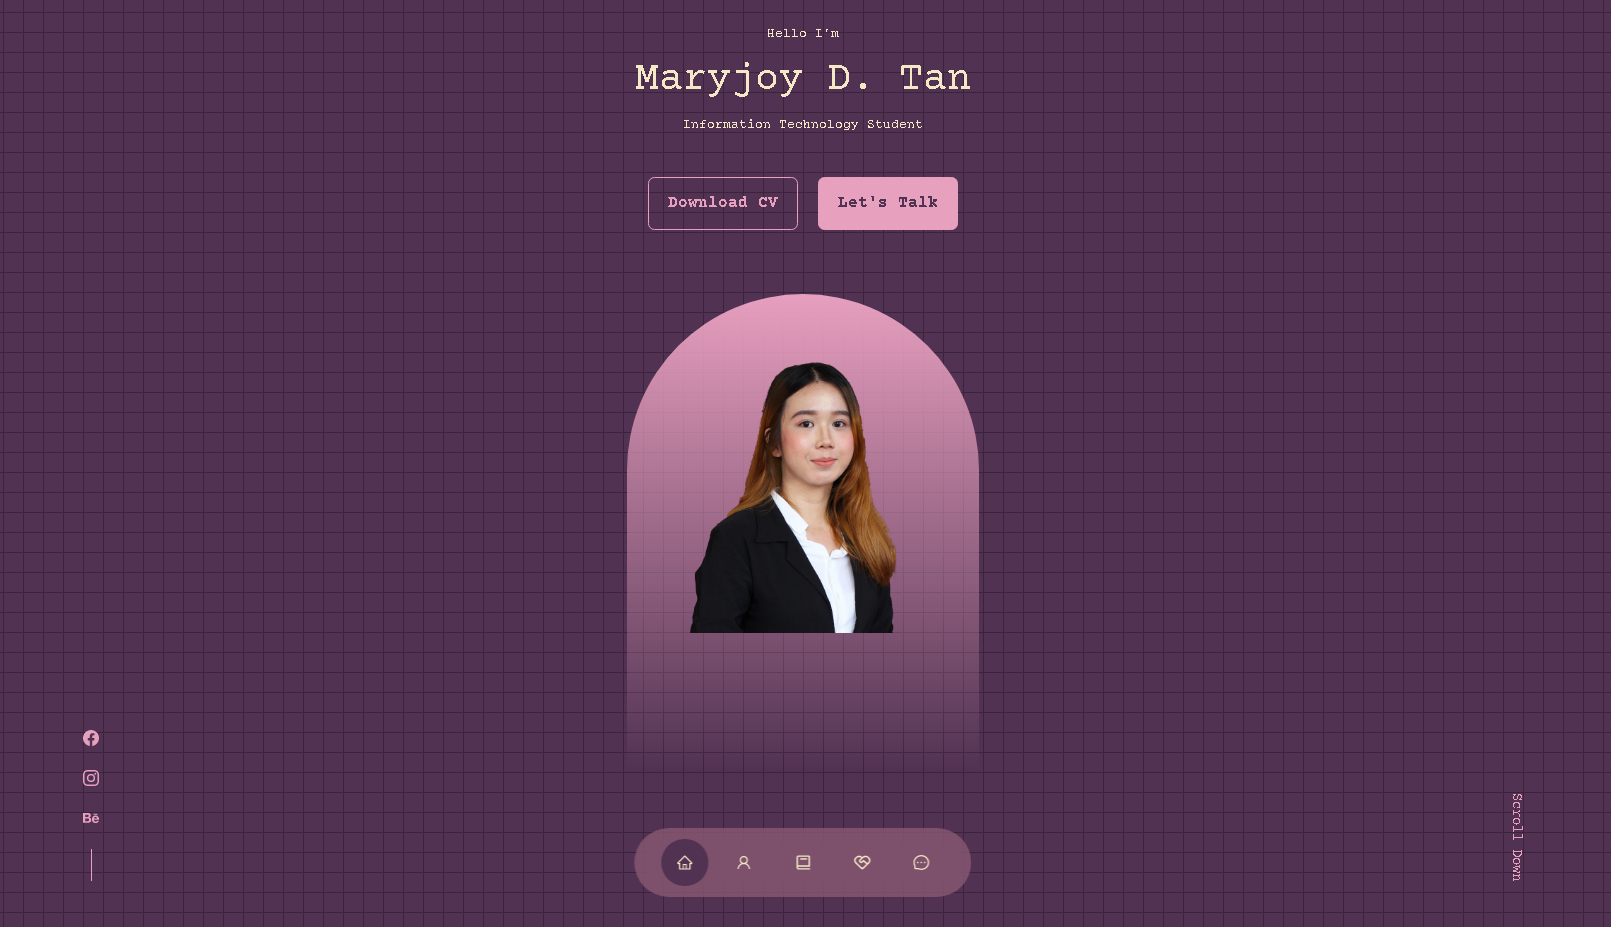 Hello I'm
Maryjoy D. Tan
Information Technology Student
Download CV
Let's Talk
Bē
Scroll Down